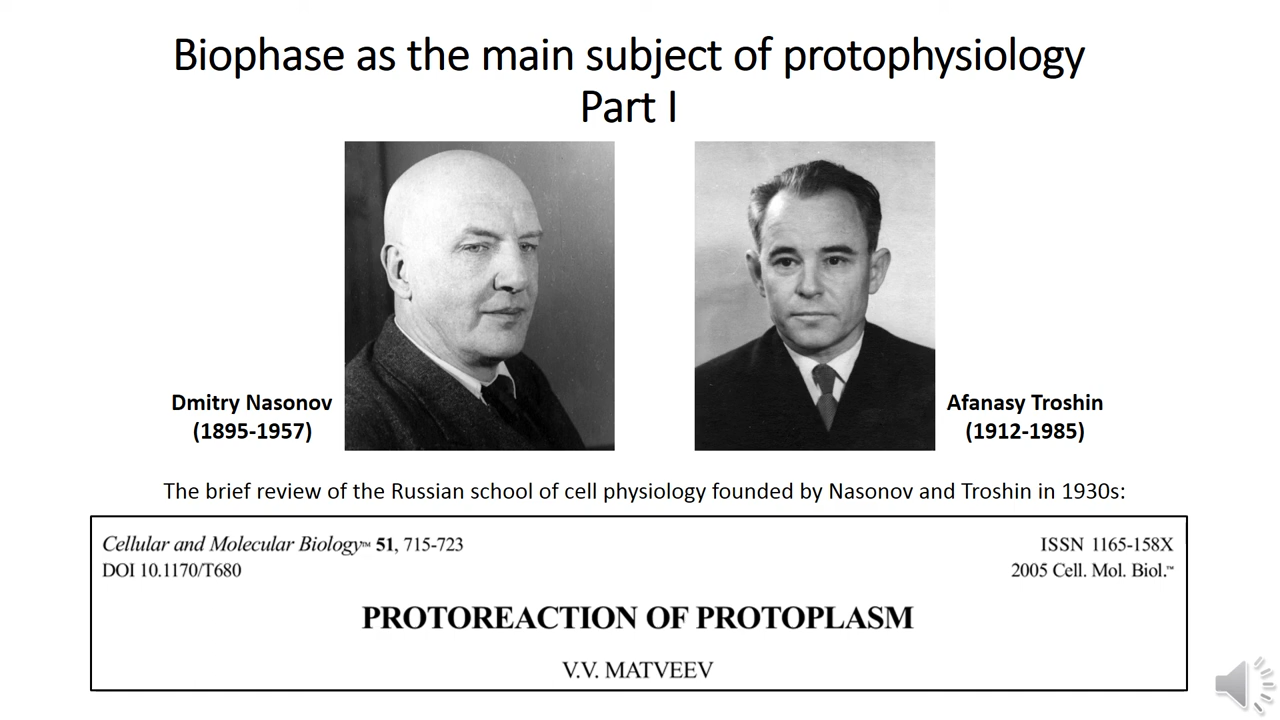 Biophase as the main subject of protophysiology
Part I
Dmitry Nasonov
(1895-1957)
Afanasy Troshin
(1912-1985)
The brief review of the Russian school of cell physiology founded by Nasonov and Troshin in 1930s:
Cellular and Molecular Biology™ 51, 715-723
ISSN 1165-158X
DOI 10.1170/T680
2005 Cell. Mol. Biol.™
PROTOREACTION OF PROTOPLASM
V.V. MATVEEV